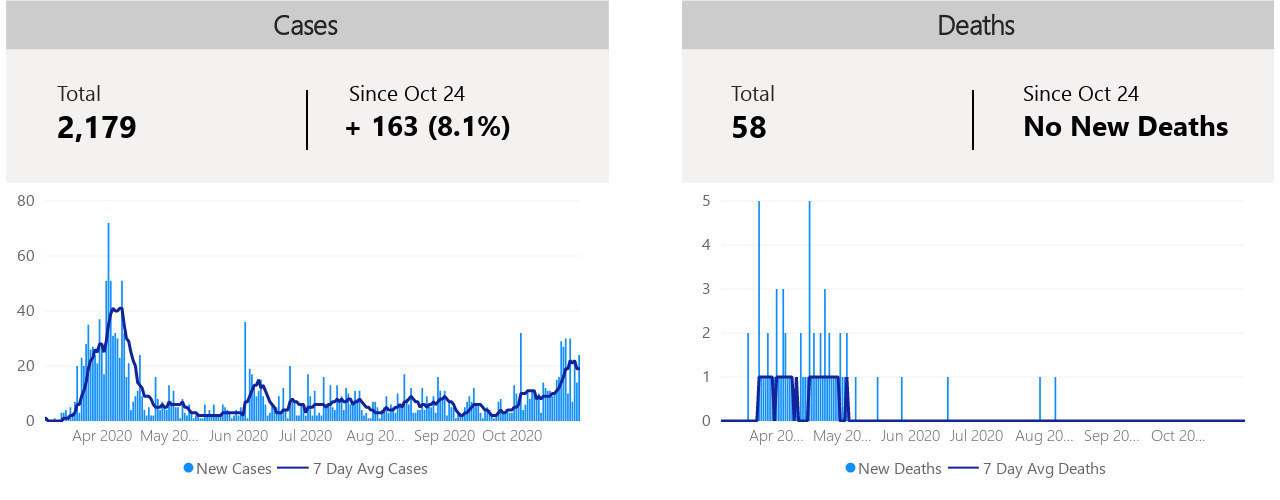 Cases
Total
2,179
Since Oct 24
+ 163 (8.1%)
80
60
40
20
0
Apr 2020 May 20... Jun 2020 Jul 2020 Aug 20... Sep 2020 Oct 2020
New Cases 7 Day Avg Cases
Deaths
Total
58
Since Oct 24
No New Deaths
5
4
3
2
1
0
Apr 20... May 20... Jun 2020 Jul 2020 Aug 20... Sep 20... Oct 20...
New Deaths 7 Day Avg Deaths